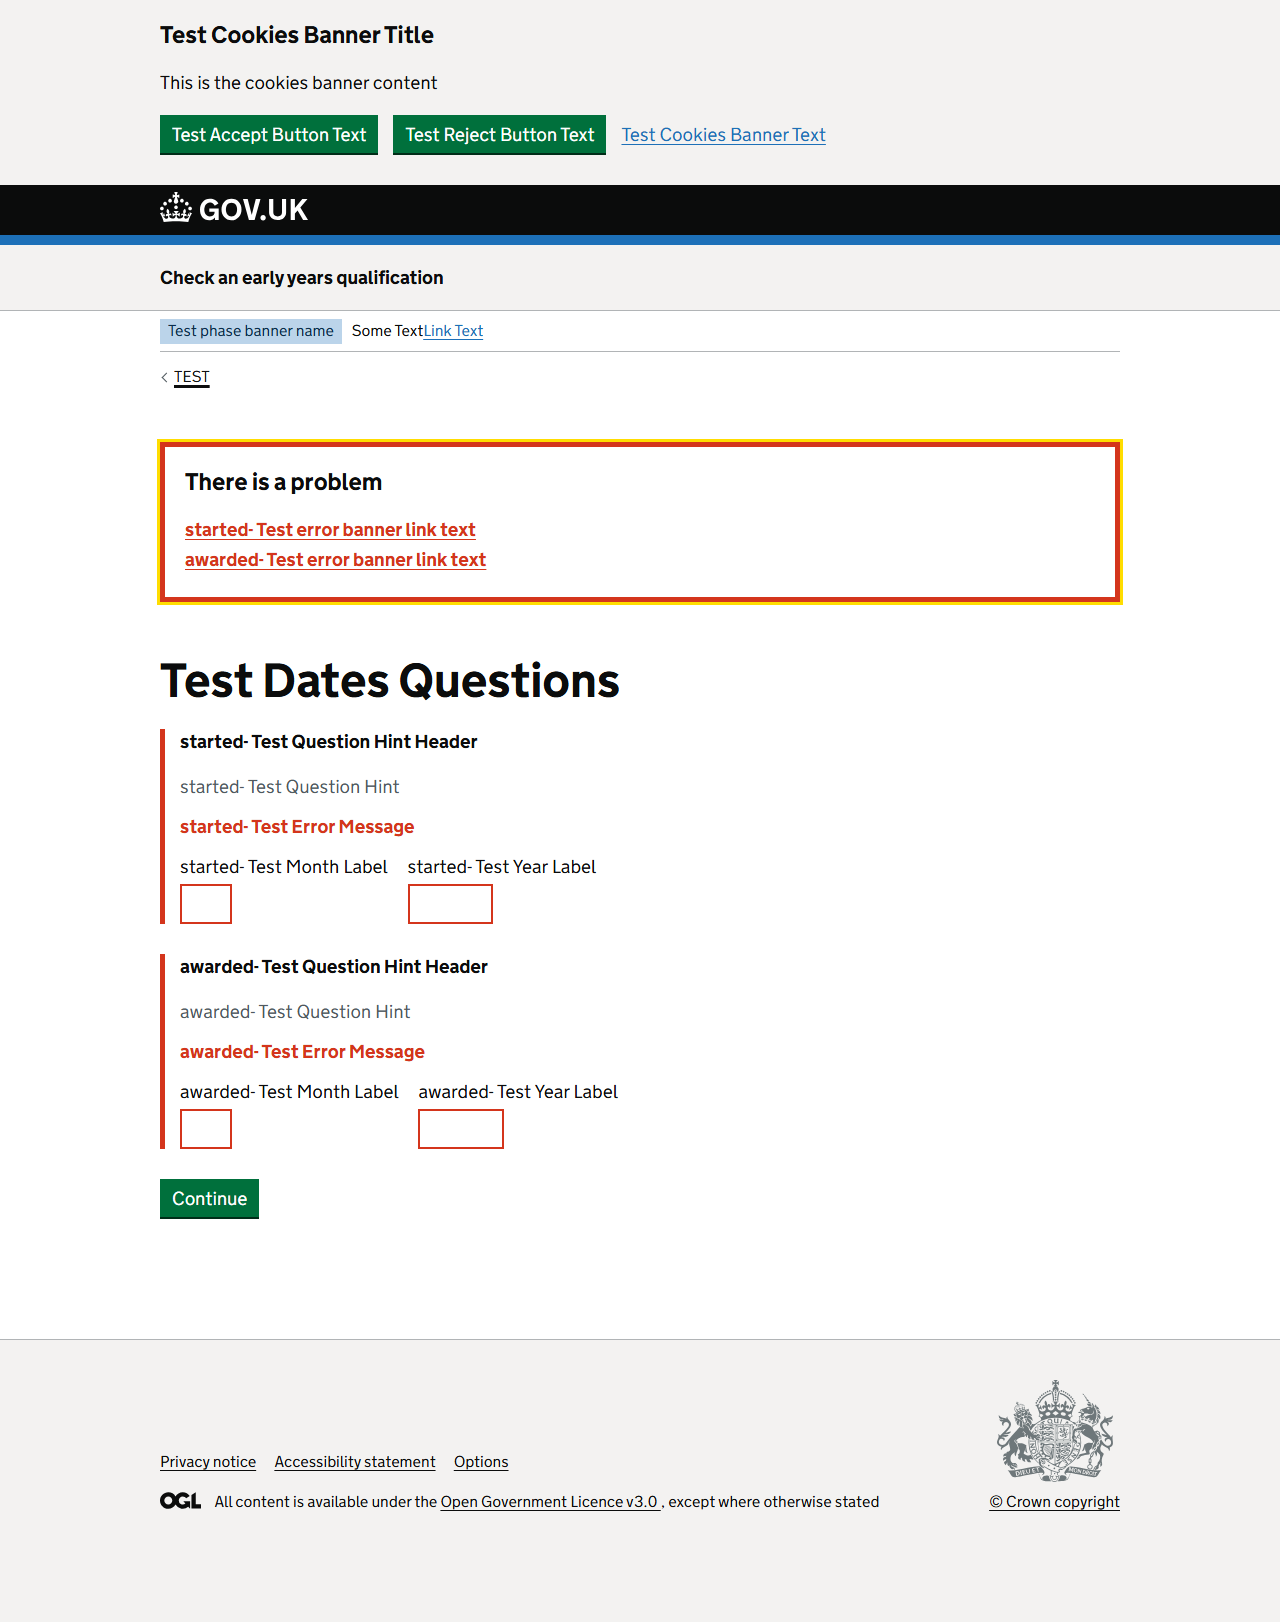 Test Cookies Banner Title
This is the cookies banner content
Test Accept Button Text Test Reject Button Text Test Cookies Banner Text
GOV.UK
Check an early years qualification
Test phase banner name Some TextLink Text
TEST
There is a problem
started- Test error banner link text
awarded- Test error banner link text
Test Dates Questions
started- Test Question Hint Header
started- Test Question Hint
started- Test Error Message
started- Test Month Label started- Test Year Label
awarded- Test Question Hint Header
awarded- Test Question Hint
awarded- Test Error Message
awarded- Test Month Label awarded- Test Year Label
Continue
Privacy notice Accessibility statement Options
OGL All content is available under the Open Government Licence v3.0 , except where otherwise stated
© Crown copyright